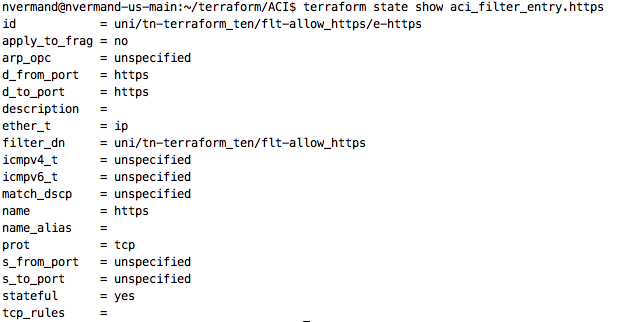 nvermand@nvermand-us-main:~/terraform/ACI$ terraform state show aci_filter_entry.https
id            = uni/tn-terraform_ten/flt-allow_https/e-https
apply_to_frag = no
arp_opc       = unspecified
d_from_port   = https
d_to_port     = https
description   =
ether_t       = ip
filter_dn     = uni/tn-terraform_ten/flt-allow_https
icmpv4_t      = unspecified
icmpv6_t      = unspecified
match_dscp    = unspecified
name          = https
name_alias    =
prot          = tcp
s_from_port   = unspecified
s_to_port     = unspecified
stateful      = yes
tcp_rules     =